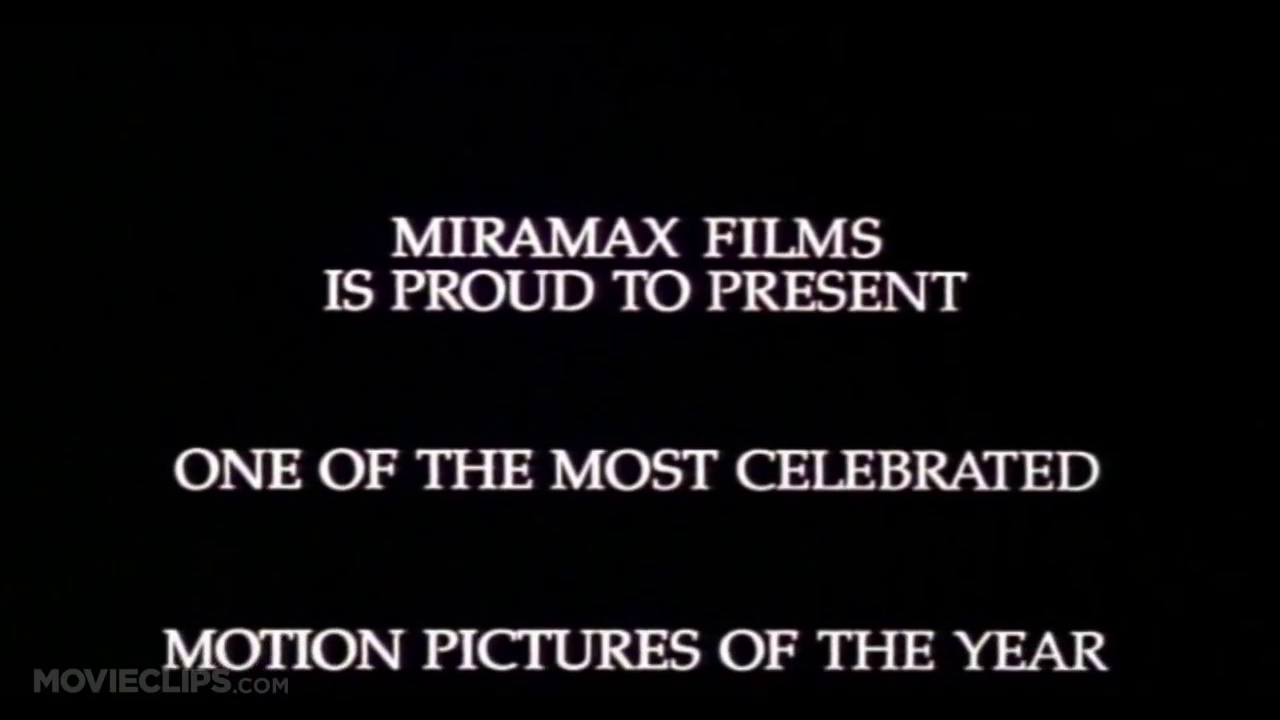 MIRAMAX FILMS
IS PROUD TO PRESENT
ONE OF THE MOST CELEBRATED
MOTION PICTURES OF THE YEAR
MOVIECLIPS.COM